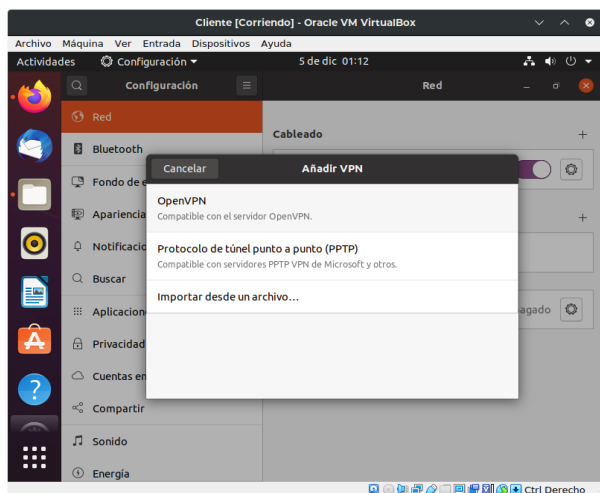 Cliente [Corriendo] - Oracle VM VirtualBox
Archivo Máquina Ver Entrada Dispositivos Ayuda
Actividades Configuración 5 de dic 01:12
Configuración Red
Red
Cableado
Bluetooth
Cancelar Añadir VPN
Fondo de e
OpenVPN
Compatible con el servidor OpenVPN.
Apariencia
Protocolo de túnel punto a punto (PPTP)
Notificacio
Compatible con servidores PPTP VPN de Microsoft y otros.
Buscar
Importar desde un archivo...
Aplicacion
agado
Privacidad
Cuentas en
Compartir
Sonido
Energía
Ctrl Derecho